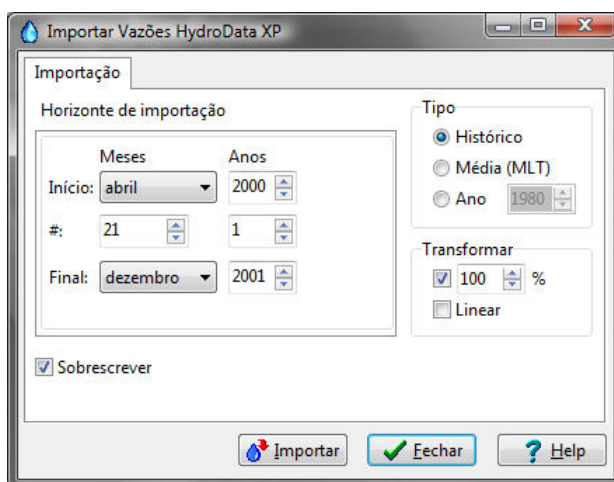 Importar Vazões HydroData XP
Importação
Horizonte de importação
Meses Anos
Início: abril 2000
#: 21 1
Final: dezembro 2001
Sobrescrever
Tipo
Histórico
Média (MLT)
Ano 1980
Transformar
100 %
Linear
Importar Fechar ? Help